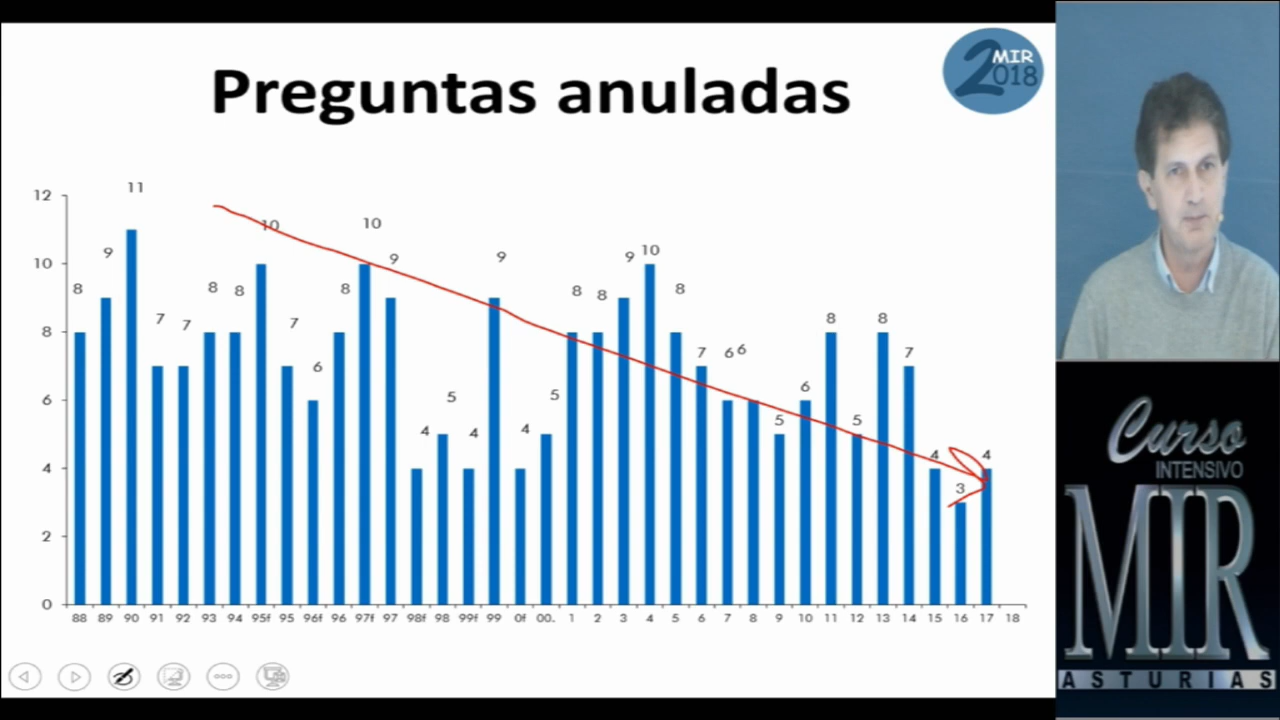 Preguntas anuladas
2 MIR
018
12
10
8
6
4
2
0
8 9 11 7 7 8 8 10 7 6 8 10 9 4 5 4 9 4 5 8 8 9 10 8 7 6 6 5 6 8 5 8 7 4 3 4
88 89 90 91 92 93 94 95f 95 96f 96 97f 97 98f 98 99f 99 0f 00. 1 2 3 4 5 6 7 8 9 10 11 12 13 14 15 16 17 18
Curso
INTENSIVO
MIR
ASTURIAS